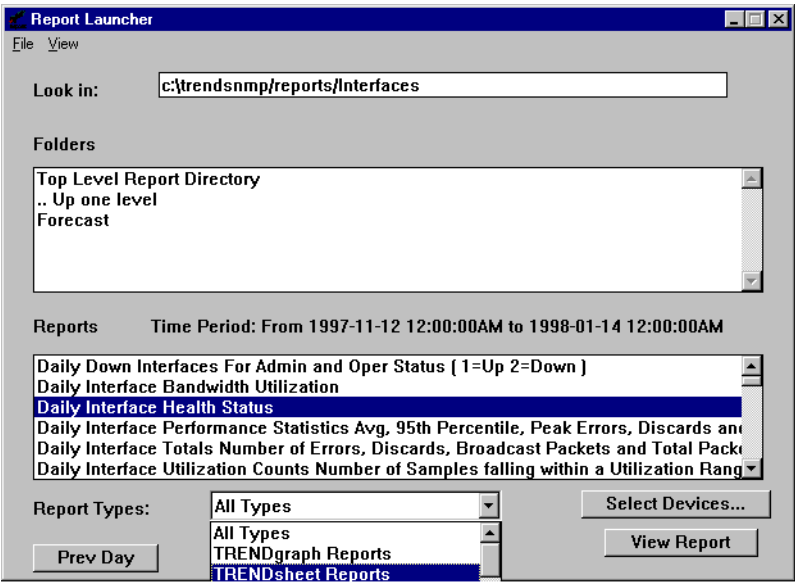 Report Launcher
File View
Look in: c:\trendsnmp/reports/Interfaces
Folders
Top Level Report Directory
.. Up one level
Forecast
Reports Time Period: From 1997-11-12 12:00:00AM to 1998-01-14 12:00:00AM
Daily Down Interfaces For Admin and Oper Status ( 1=Up 2=Down )
Daily Interface Bandwidth Utilization
Daily Interface Health Status
Daily Interface Performance Statistics Avg, 95th Percentile, Peak Errors, Discards and
Daily Interface Totals Number of Errors, Discards, Broadcast Packets and Total Pack
Daily Interface Utilization Counts Number of Samples falling within a Utilization Rang
Report Types: All Types Select Devices...
All Types
TRENDgraph Reports
TRENDsheet Reports
Prev Day View Report